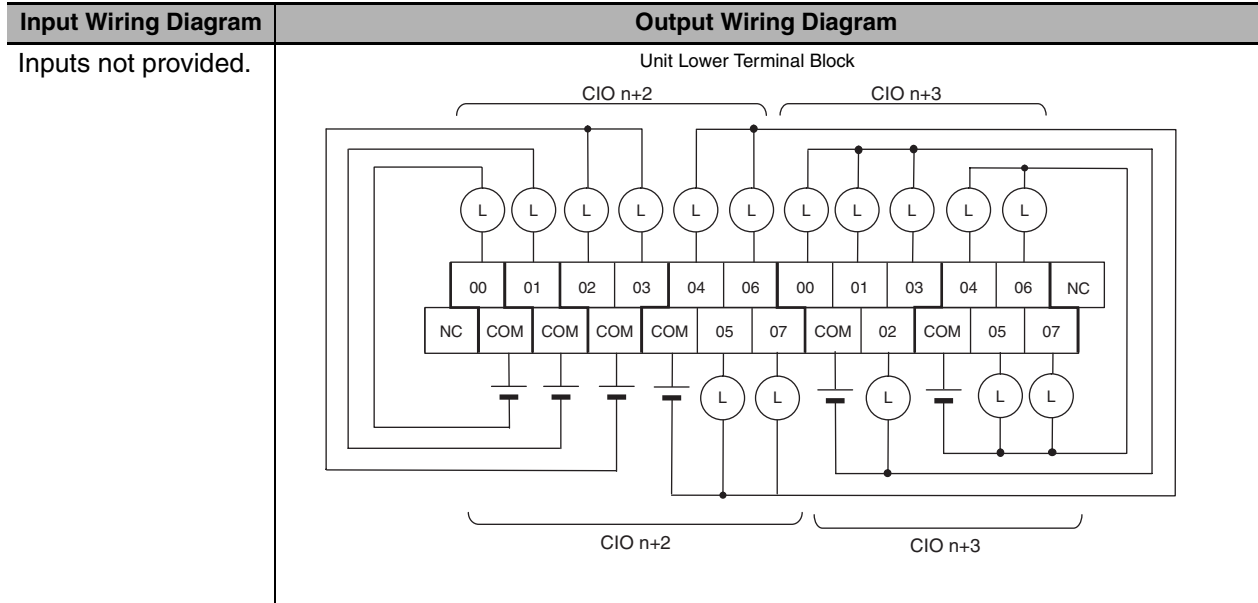 Input Wiring Diagram Output Wiring Diagram
Inputs not provided.
Unit Lower Terminal Block
CIO n+2 CIO n+3
L L L L L L L L L L L
00 01 02 03 04 06 00 01 03 04 06 NC
NC COM COM COM COM 05 07 COM 02 COM 05 07
L L L L L
CIO n+2 CIO n+3